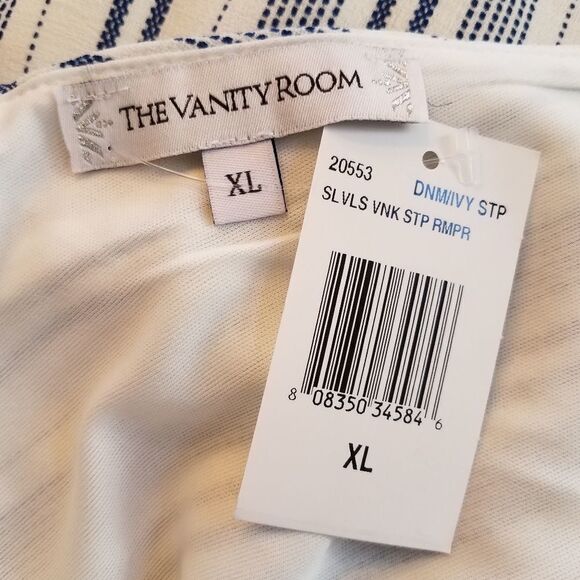 THE VANITY ROOM
XL
20553 DNM/IVY STP
SLVLS VNK STP RMPR
8 08350 34584 6
XL